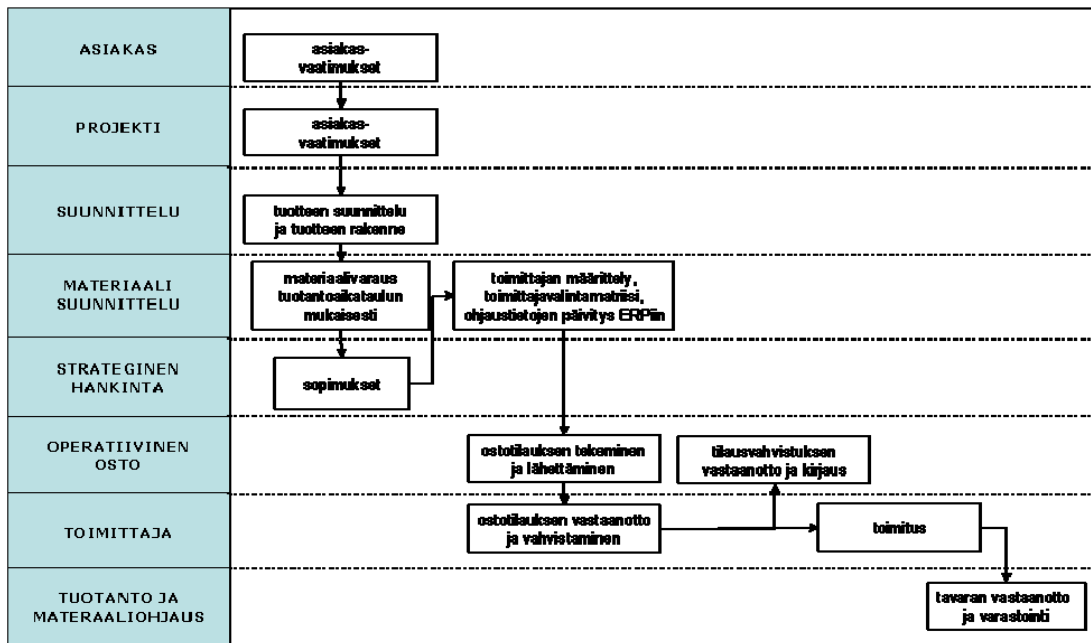 ASIAKAS
asiakas-
vaatimukset
PROJEKTI
asiakas-
vaatimukset
SUUNNITTELU
tuotteen suunnittelu
ja tuotteen rakenne
MATERIAALI
SUUNNITTELU
materiaalivaraus
tuotantoaikataulun
mukaisesti
toimittajan määrittely,
toimittajavalintamatriisi,
ohjaustietojen päivitys ERPiin
STRATEGINEN
HANKINTA
sopimukset
OPERATIIVINEN
OSTO
ostotilauksen tekeminen
ja lähettäminen
tilausvahvistuksen
vastaanotto ja kirjaus
TOIMITTAJA
ostotilauksen vastaanotto
ja vahvistaminen
toimitus
TUOTANTO JA
MATERAALIOHJAUS
tavaran vastaanotto
ja varastointi